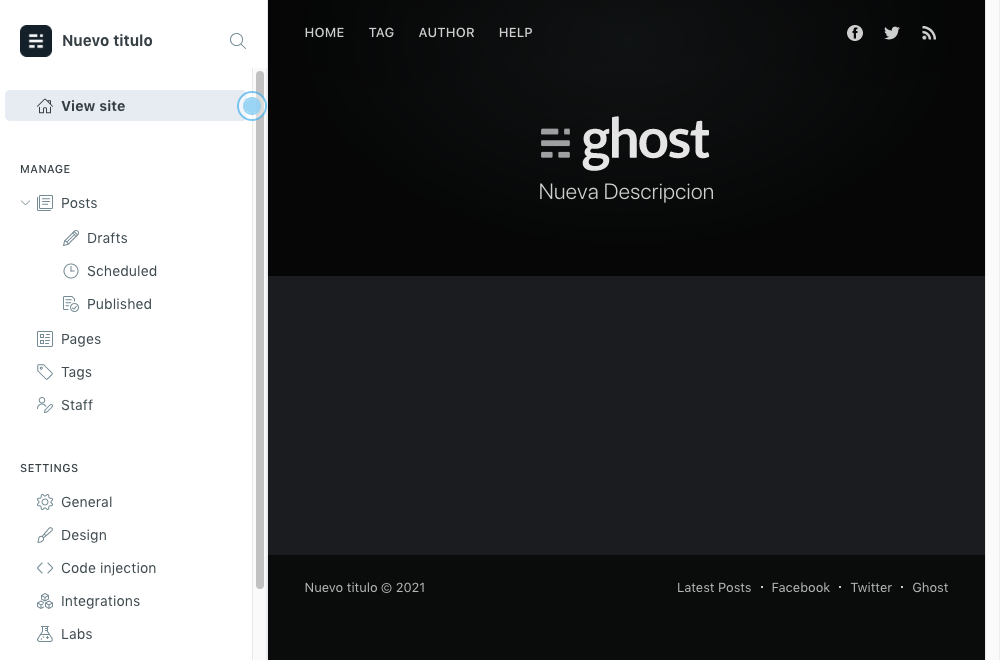 Nuevo titulo
View site
MANAGE
Posts
Drafts
Scheduled
Published
Pages
Tags
Staff
SETTINGS
General
Design
Code injection
Integrations
Labs
HOME TAG AUTHOR HELP
ghost
Nueva Descripcion
Nuevo titulo © 2021
Latest Posts · Facebook · Twitter · Ghost